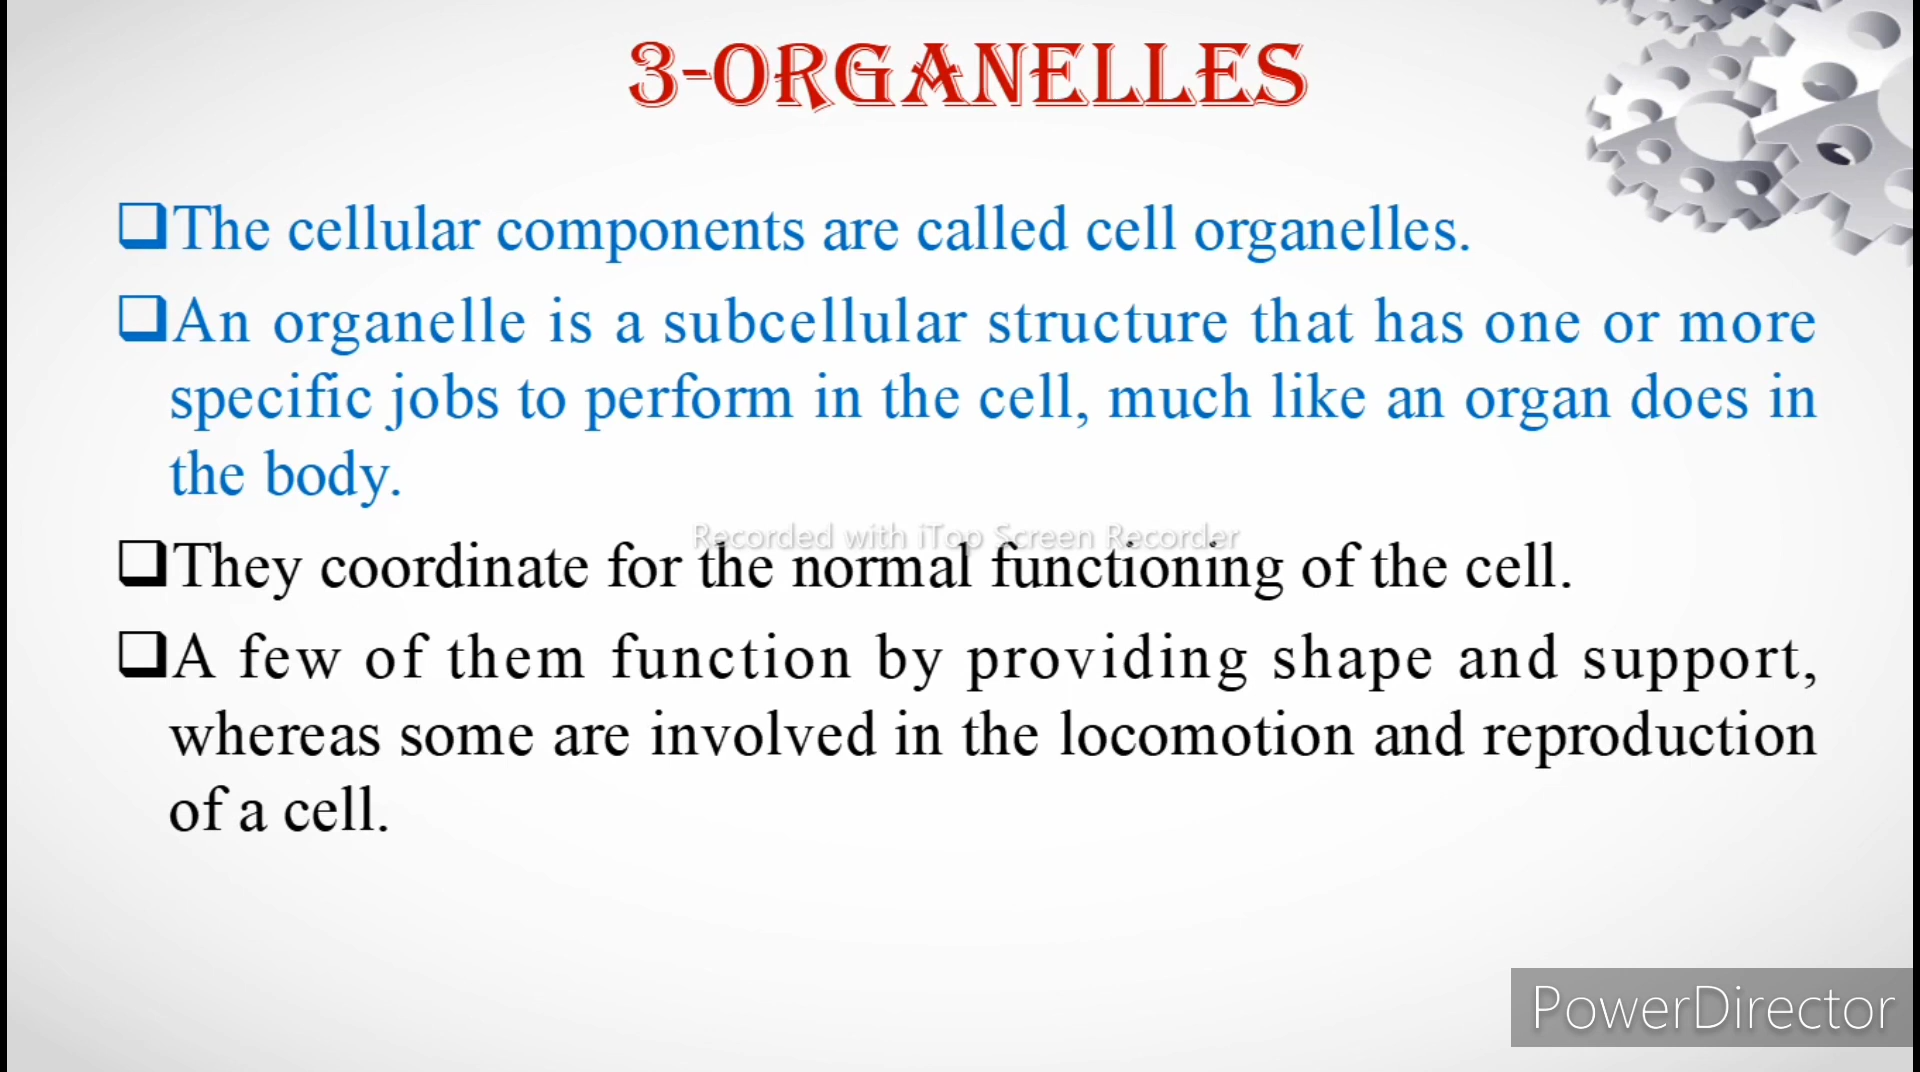 3-ORGANELLES
❑The cellular components are called cell organelles.
❑An organelle is a subcellular structure that has one or more
specific jobs to perform in the cell, much like an organ does in
the body.
Recorded with iTop Screen Recorder
❑They coordinate for the normal functioning of the cell.
❑A few of them function by providing shape and support,
whereas some are involved in the locomotion and reproduction
of a cell.
PowerDirector